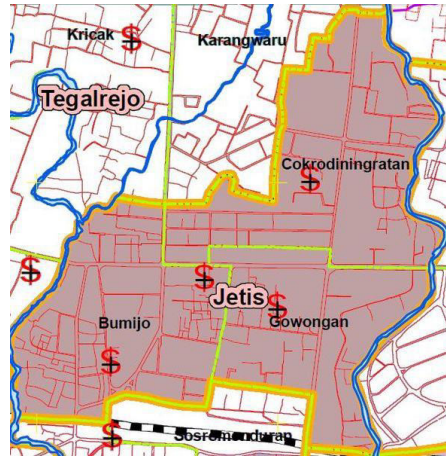 Kricak
Karangwaru
Tegalrejo
Cokrodiningratan
Jetis
Bumijo
Gowongan
Sosromenduran